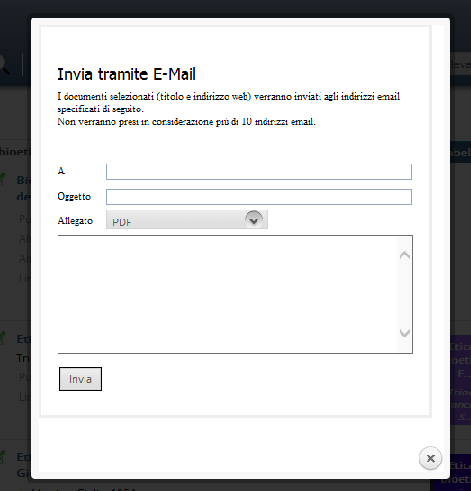 Invia tramite E-Mail
I documenti selezionati (titolo e indirizzo web) verranno inviati agli indirizzi email
specificati di seguito.
Non verranno presi in considerazione più di 10 indirizzi email.
A
Oggetto
Allegato
PDF
Invia